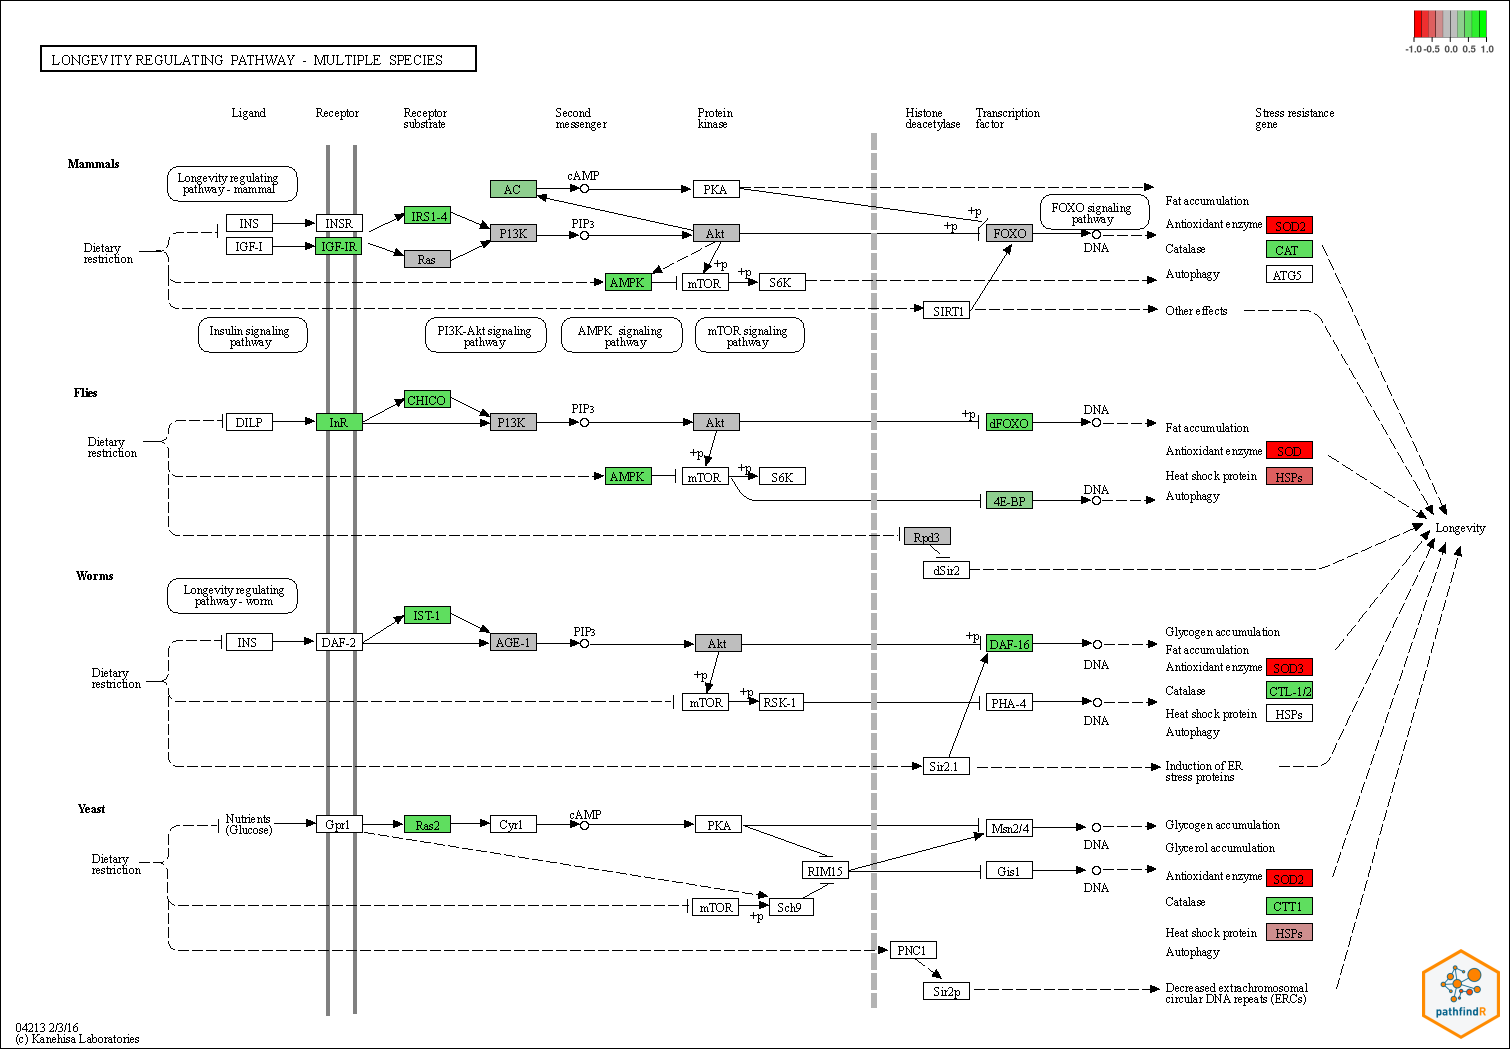 -1.0 -0.5 0.0 0.5 1.0
LONGEVITY REGULATING PATHWAY - MULTIPLE SPECIES
Ligand
Receptor
Receptor
substrate
Second
messenger
Protein
kinase
Histone
deacetylase
Transcription
factor
Stress resistance
gene
Mammals
Longevity regulating
pathway - mammal
AC
cAMP
PKA
FOXO signaling
pathway
Fat accumulation
INS
INSR
IRS1-4
P13K
PIP3
Akt
+p
+p
FOXO
DNA
Antioxidant enzyme
SOD2
IGF-I
IGF-IR
Ras
Dietary
restriction
Catalase
CAT
AMPK
+p
mTOR
+p
S6K
Autophagy
ATG5
SIRT1
Other effects
Insulin signaling
pathway
PI3K-Akt signaling
pathway
AMPK signaling
pathway
mTOR signaling
pathway
Flies
CHICO
DILP
InR
P13K
PIP3
Akt
+p
dFOXO
DNA
Fat accumulation
Dietary
restriction
Antioxidant enzyme
SOD
AMPK
+p
mTOR
+p
S6K
Heat shock protein
HSPs
4E-BP
DNA
Autophagy
Rpd3
dSir2
Longevity
Worms
Longevity regulating
pathway - worm
IST-1
INS
DAF-2
AGE-1
PIP3
Akt
+p
DAF-16
DNA
Glycogen accumulation
Fat accumulation
Antioxidant enzyme
SOD3
Dietary
restriction
+p
mTOR
+p
RSK-1
PHA-4
DNA
Catalase
CTL-1/2
Heat shock protein
HSPs
Autophagy
Sir2.1
Induction of ER
stress proteins
Yeast
Nutrients
(Glucose)
Gpr1
Ras2
Cyr1
cAMP
PKA
Msn2/4
DNA
Glycogen accumulation
Glycerol accumulation
Dietary
restriction
RIM15
Gis1
DNA
Antioxidant enzyme
SOD2
mTOR
+p
Sch9
Catalase
CTT1
Heat shock protein
HSPs
PNC1
Autophagy
Sir2p
Decreased extrachromosomal
circular DNA repeats (ERCs)
pathfindR
04213 2/3/16
(c) Kanehisa Laboratories